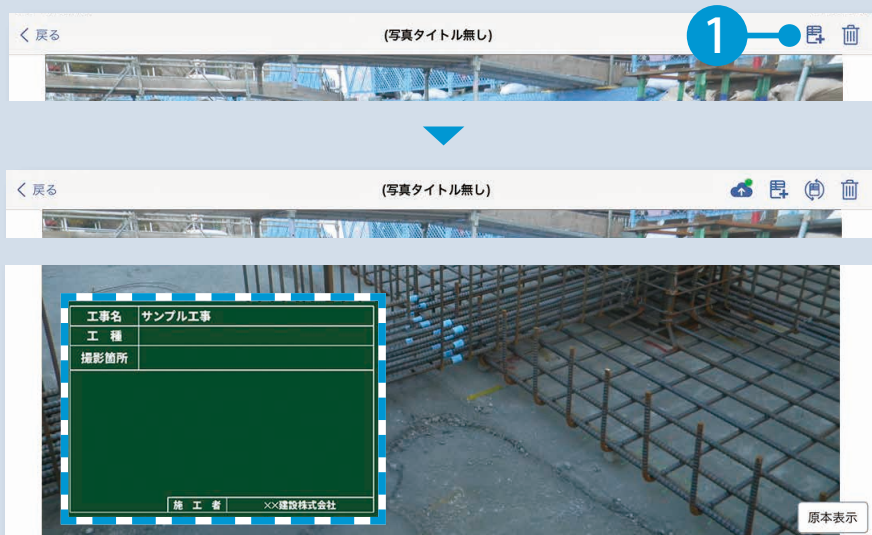 戻る
(写真タイトル無し)
1
戻る
(写真タイトル無し)
工事名 サンプル工事
工 種
撮影箇所
施 工 者 ××建設株式会社
原本表示